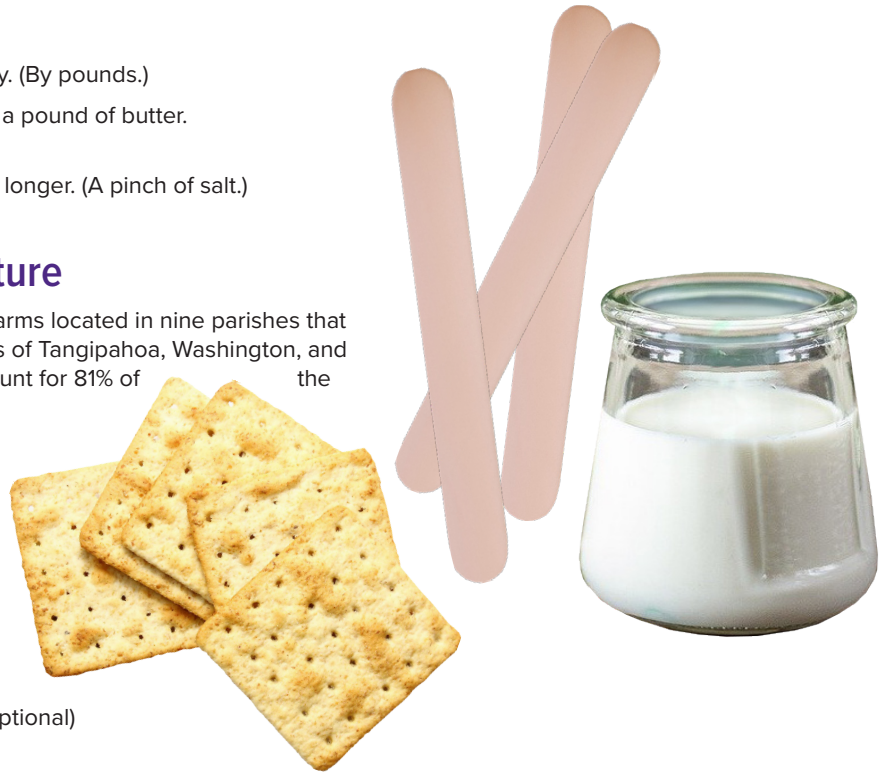 y. (By pounds.)
a pound of butter.
longer. (A pinch of salt.)
ture
arms located in nine parishes that
s of Tangipahoa, Washington, and
unt for 81% of the
ptional)